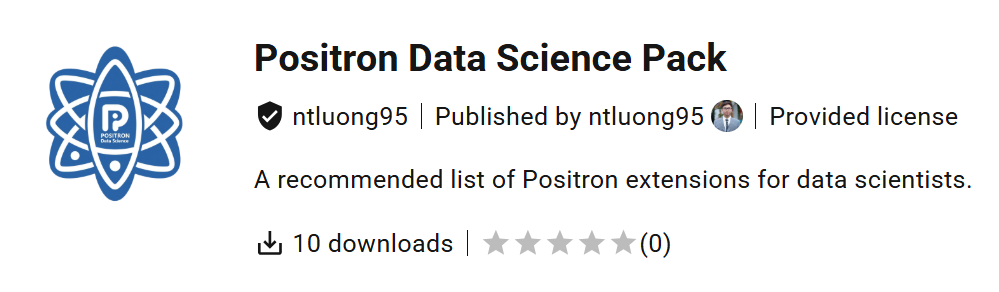 Positron Data Science Pack
ntluong95 | Published by ntluong95 | Provided license
P
POSITRON
Data Science
A recommended list of Positron extensions for data scientists.
10 downloads | (0)